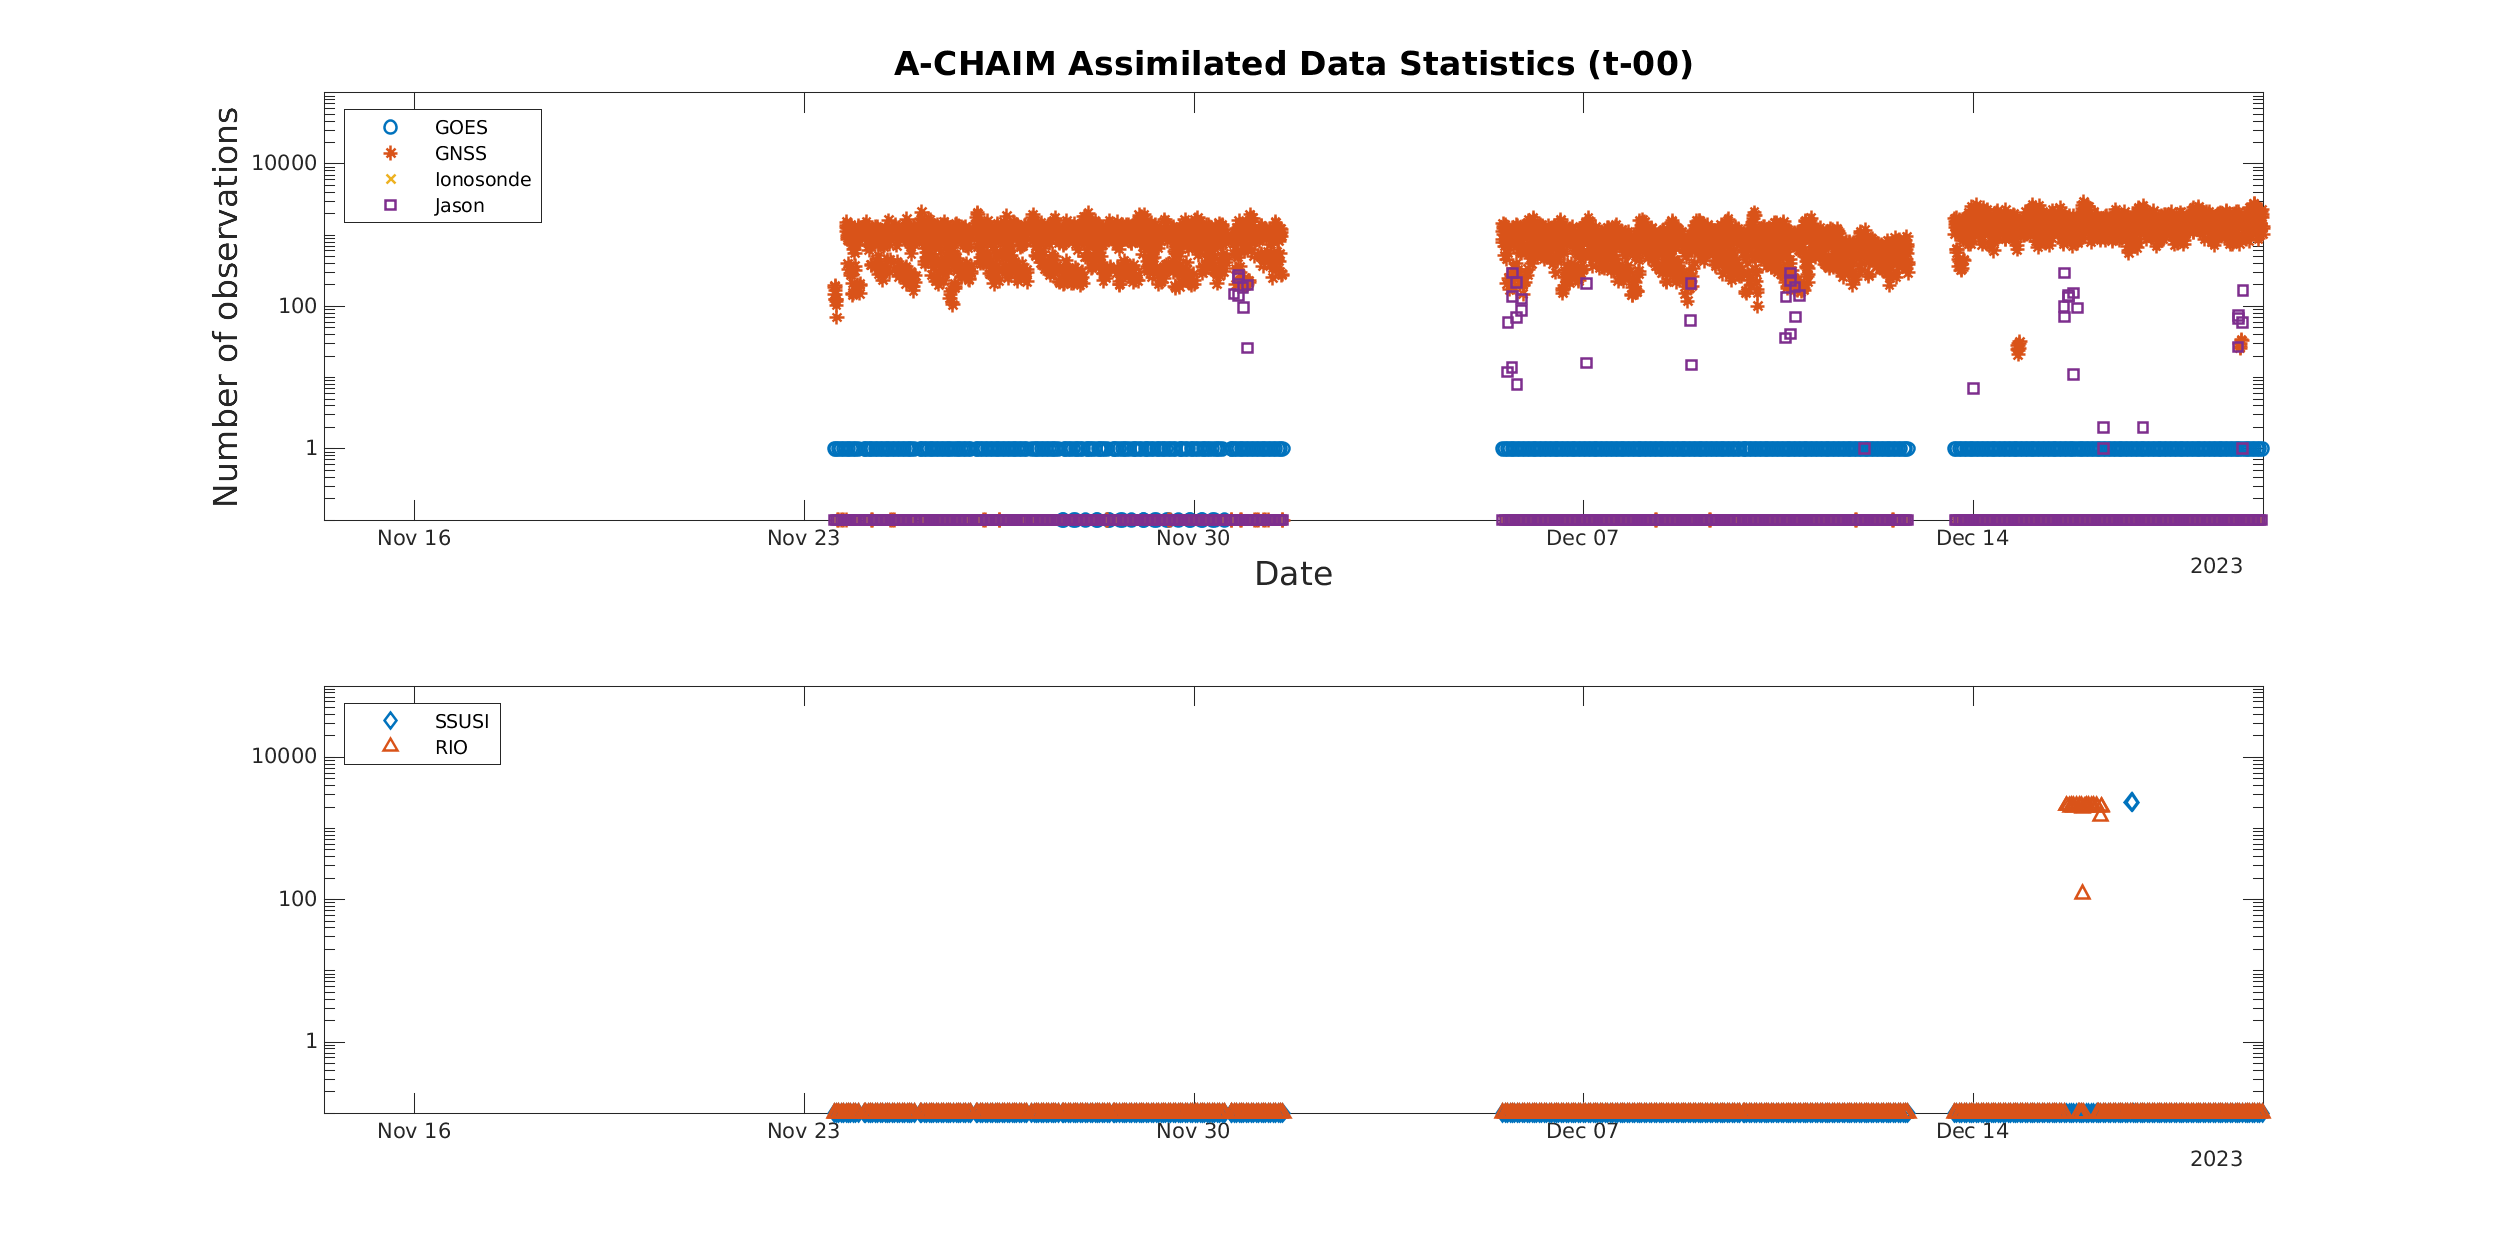 A-CHAIM Assimilated Data Statistics (t-00)
Number of observations
GOES
GNSS
Ionosonde
Jason
10000
100
1
Nov 16 Nov 23 Nov 30 Dec 07 Dec 14
2023
Date
SSUSI
RIO
10000
100
1
Nov 16 Nov 23 Nov 30 Dec 07 Dec 14
2023